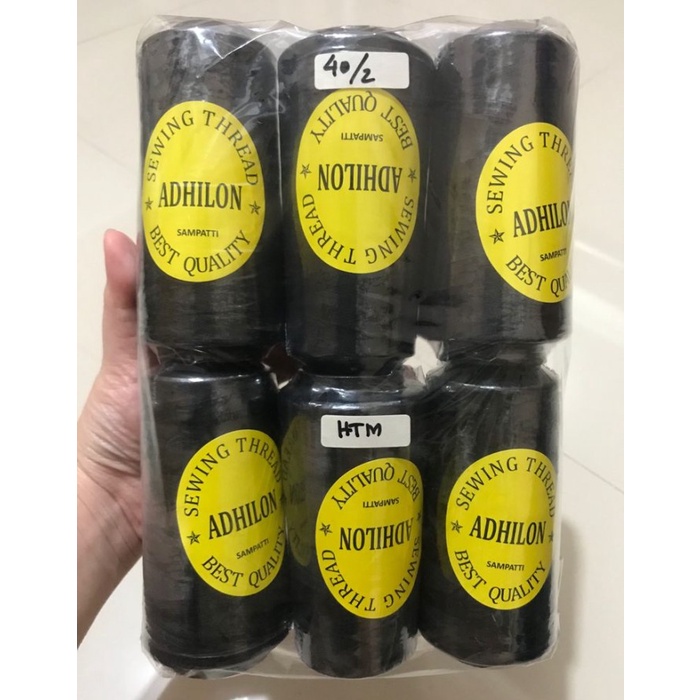 SEWING THREAD
ADHILON
SAMPATTI
BEST QUALITY
40/2
SEWING THREAD
ADHILON
SAMPATTI
BEST QUALITY
SEWING THREAD
ADHILON
SAMPATTI
BEST QUALITY
SEWING THREAD
ADHILON
SAMPATTI
BEST QUALITY
HTM
SEWING THREAD
ADHILON
SAMPATTI
BEST QUALITY
SEWING THREAD
ADHILON
SAMPATTI
BEST QUALITY